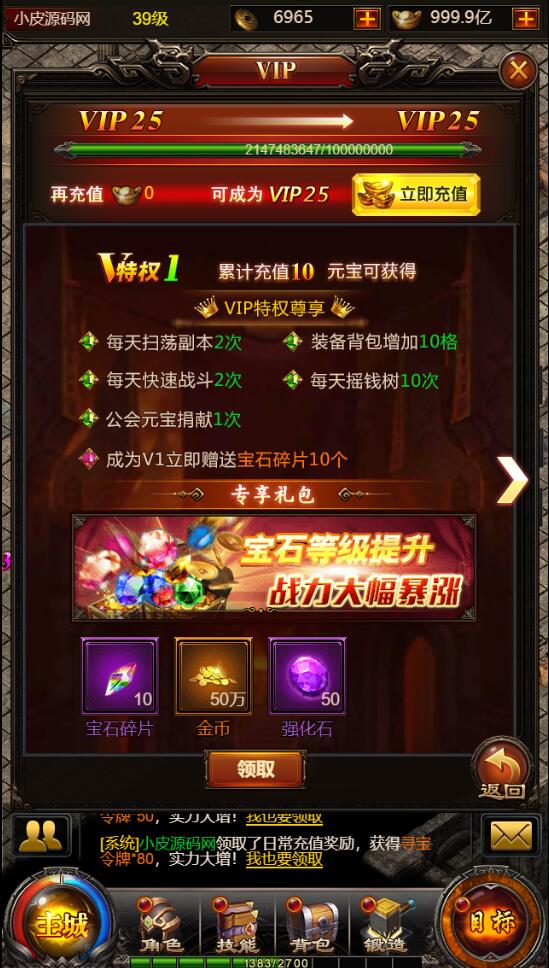 小皮源码网 39级 6965 999.9亿
VIP
VIP 25 VIP 25
2147483647/100000000
再充值 0 可成为 VIP 25 立即充值
V特权1 累计充值10 元宝可获得
VIP特权尊享
每天扫荡副本2次 装备背包增加10格
每天快速战斗2次 每天摇钱树10次
公会元宝捐献1次
成为V1立即赠送宝石碎片10个
专享礼包
宝石等级提升
战力大幅暴涨
10 50万 50
宝石碎片 金币 强化石
领取
返回
令牌*50，实力大增！我也要领取
[系统]小皮源码网领取了日常充值奖励，获得寻宝
令牌*80，实力大增！我也要领取
主城 角色 技能 背包 锻造 目标
1383/2700